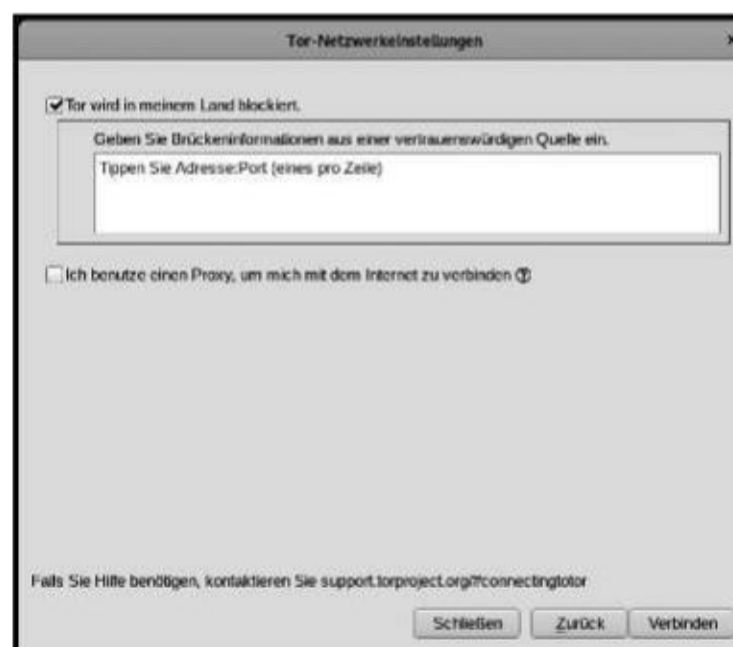 Tor-Netzwerkeinstellungen
Tor wird in meinem Land blockiert.
Geben Sie Brückeninformationen aus einer vertrauenswürdigen Quelle ein.
Tippen Sie Adresse:Port (eines pro Zeile)
Ich benutze einen Proxy, um mich mit dem Internet zu verbinden
Falls Sie Hilfe benötigen, kontaktieren Sie support.torproject.org/#connectingtotor
Schließen Zurück Verbinden